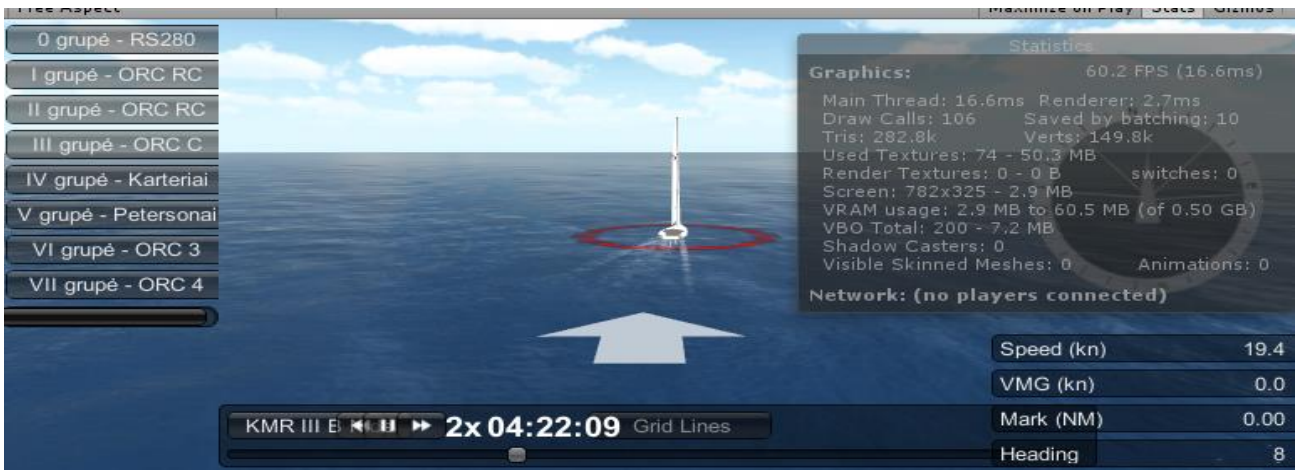 Free Aspect
Maximize on Play Stats Gizmos
0 grupė - RS280
I grupė - ORC RC
II grupė - ORC RC
III grupė - ORC C
IV grupė - Karteriai
V grupė - Petersonai
VI grupė - ORC 3
VII grupė - ORC 4
Statistics
Graphics: 60.2 FPS (16.6ms)
Main Thread: 16.6ms Renderer: 2.7ms
Draw Calls: 106 Saved by batching: 10
Tris: 282.8k Verts: 149.8k
Used Textures: 74 - 50.3 MB
Render Textures: 0 - 0 B switches: 0
Screen: 782x325 - 2.9 MB
VRAM usage: 2.9 MB to 60.5 MB (of 0.50 GB)
VBO Total: 200 - 7.2 MB
Shadow Casters: 0
Visible Skinned Meshes: 0 Animations: 0
Network: (no players connected)
Speed (kn) 19.4
VMG (kn) 0.0
Mark (NM) 0.00
Heading 8
KMR III 2x 04:22:09 Grid Lines